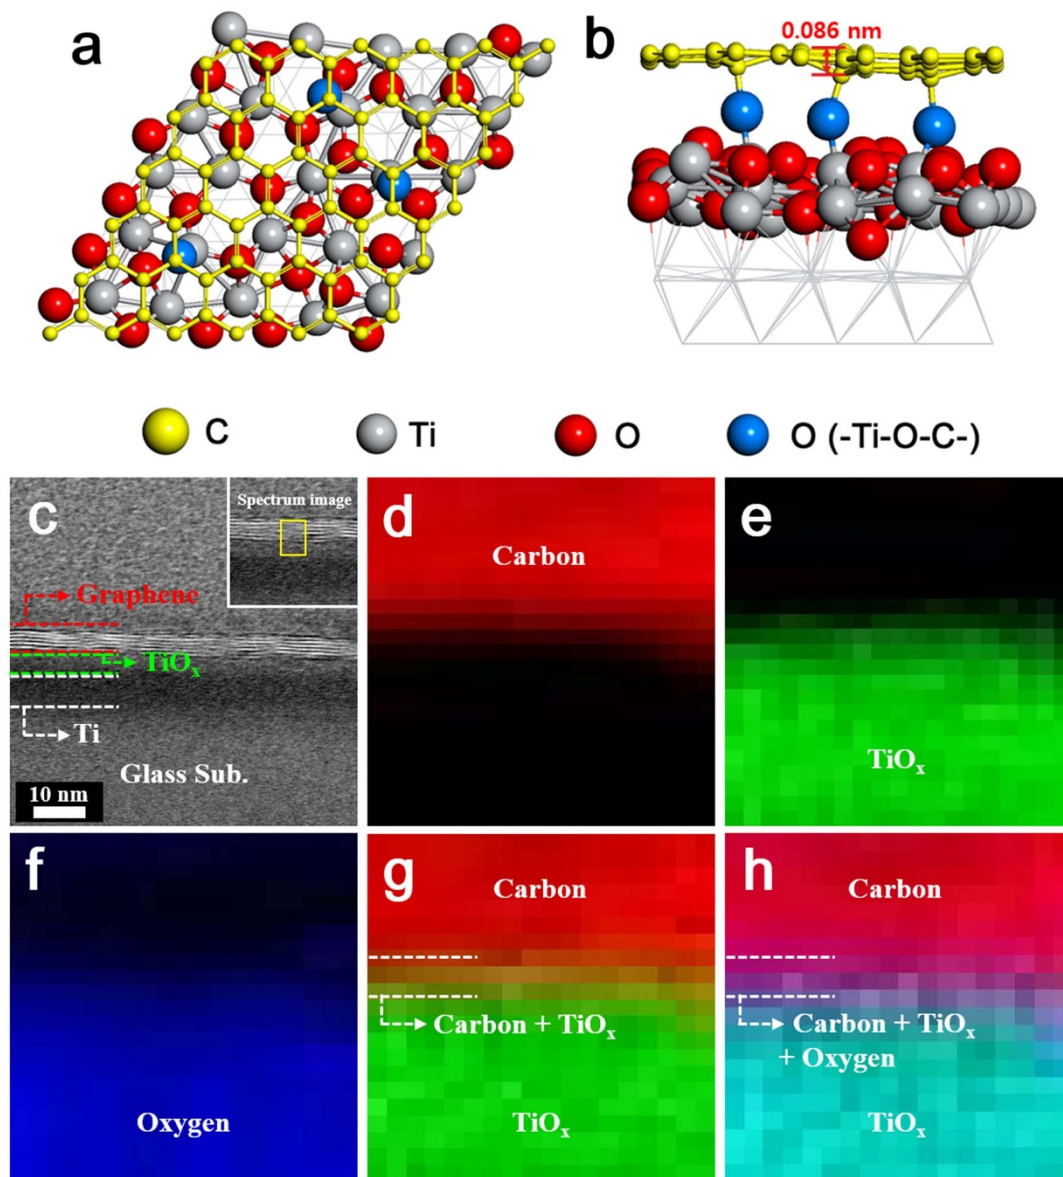 a
b
0.086 nm
C
Ti
O
O (-Ti-O-C-)
c
Spectrum image
Graphene
TiOx
Ti
Glass Sub.
10 nm
d
Carbon
e
TiOx
f
Oxygen
g
Carbon
Carbon + TiOx
TiOx
h
Carbon
Carbon + TiOx
+ Oxygen
TiOx